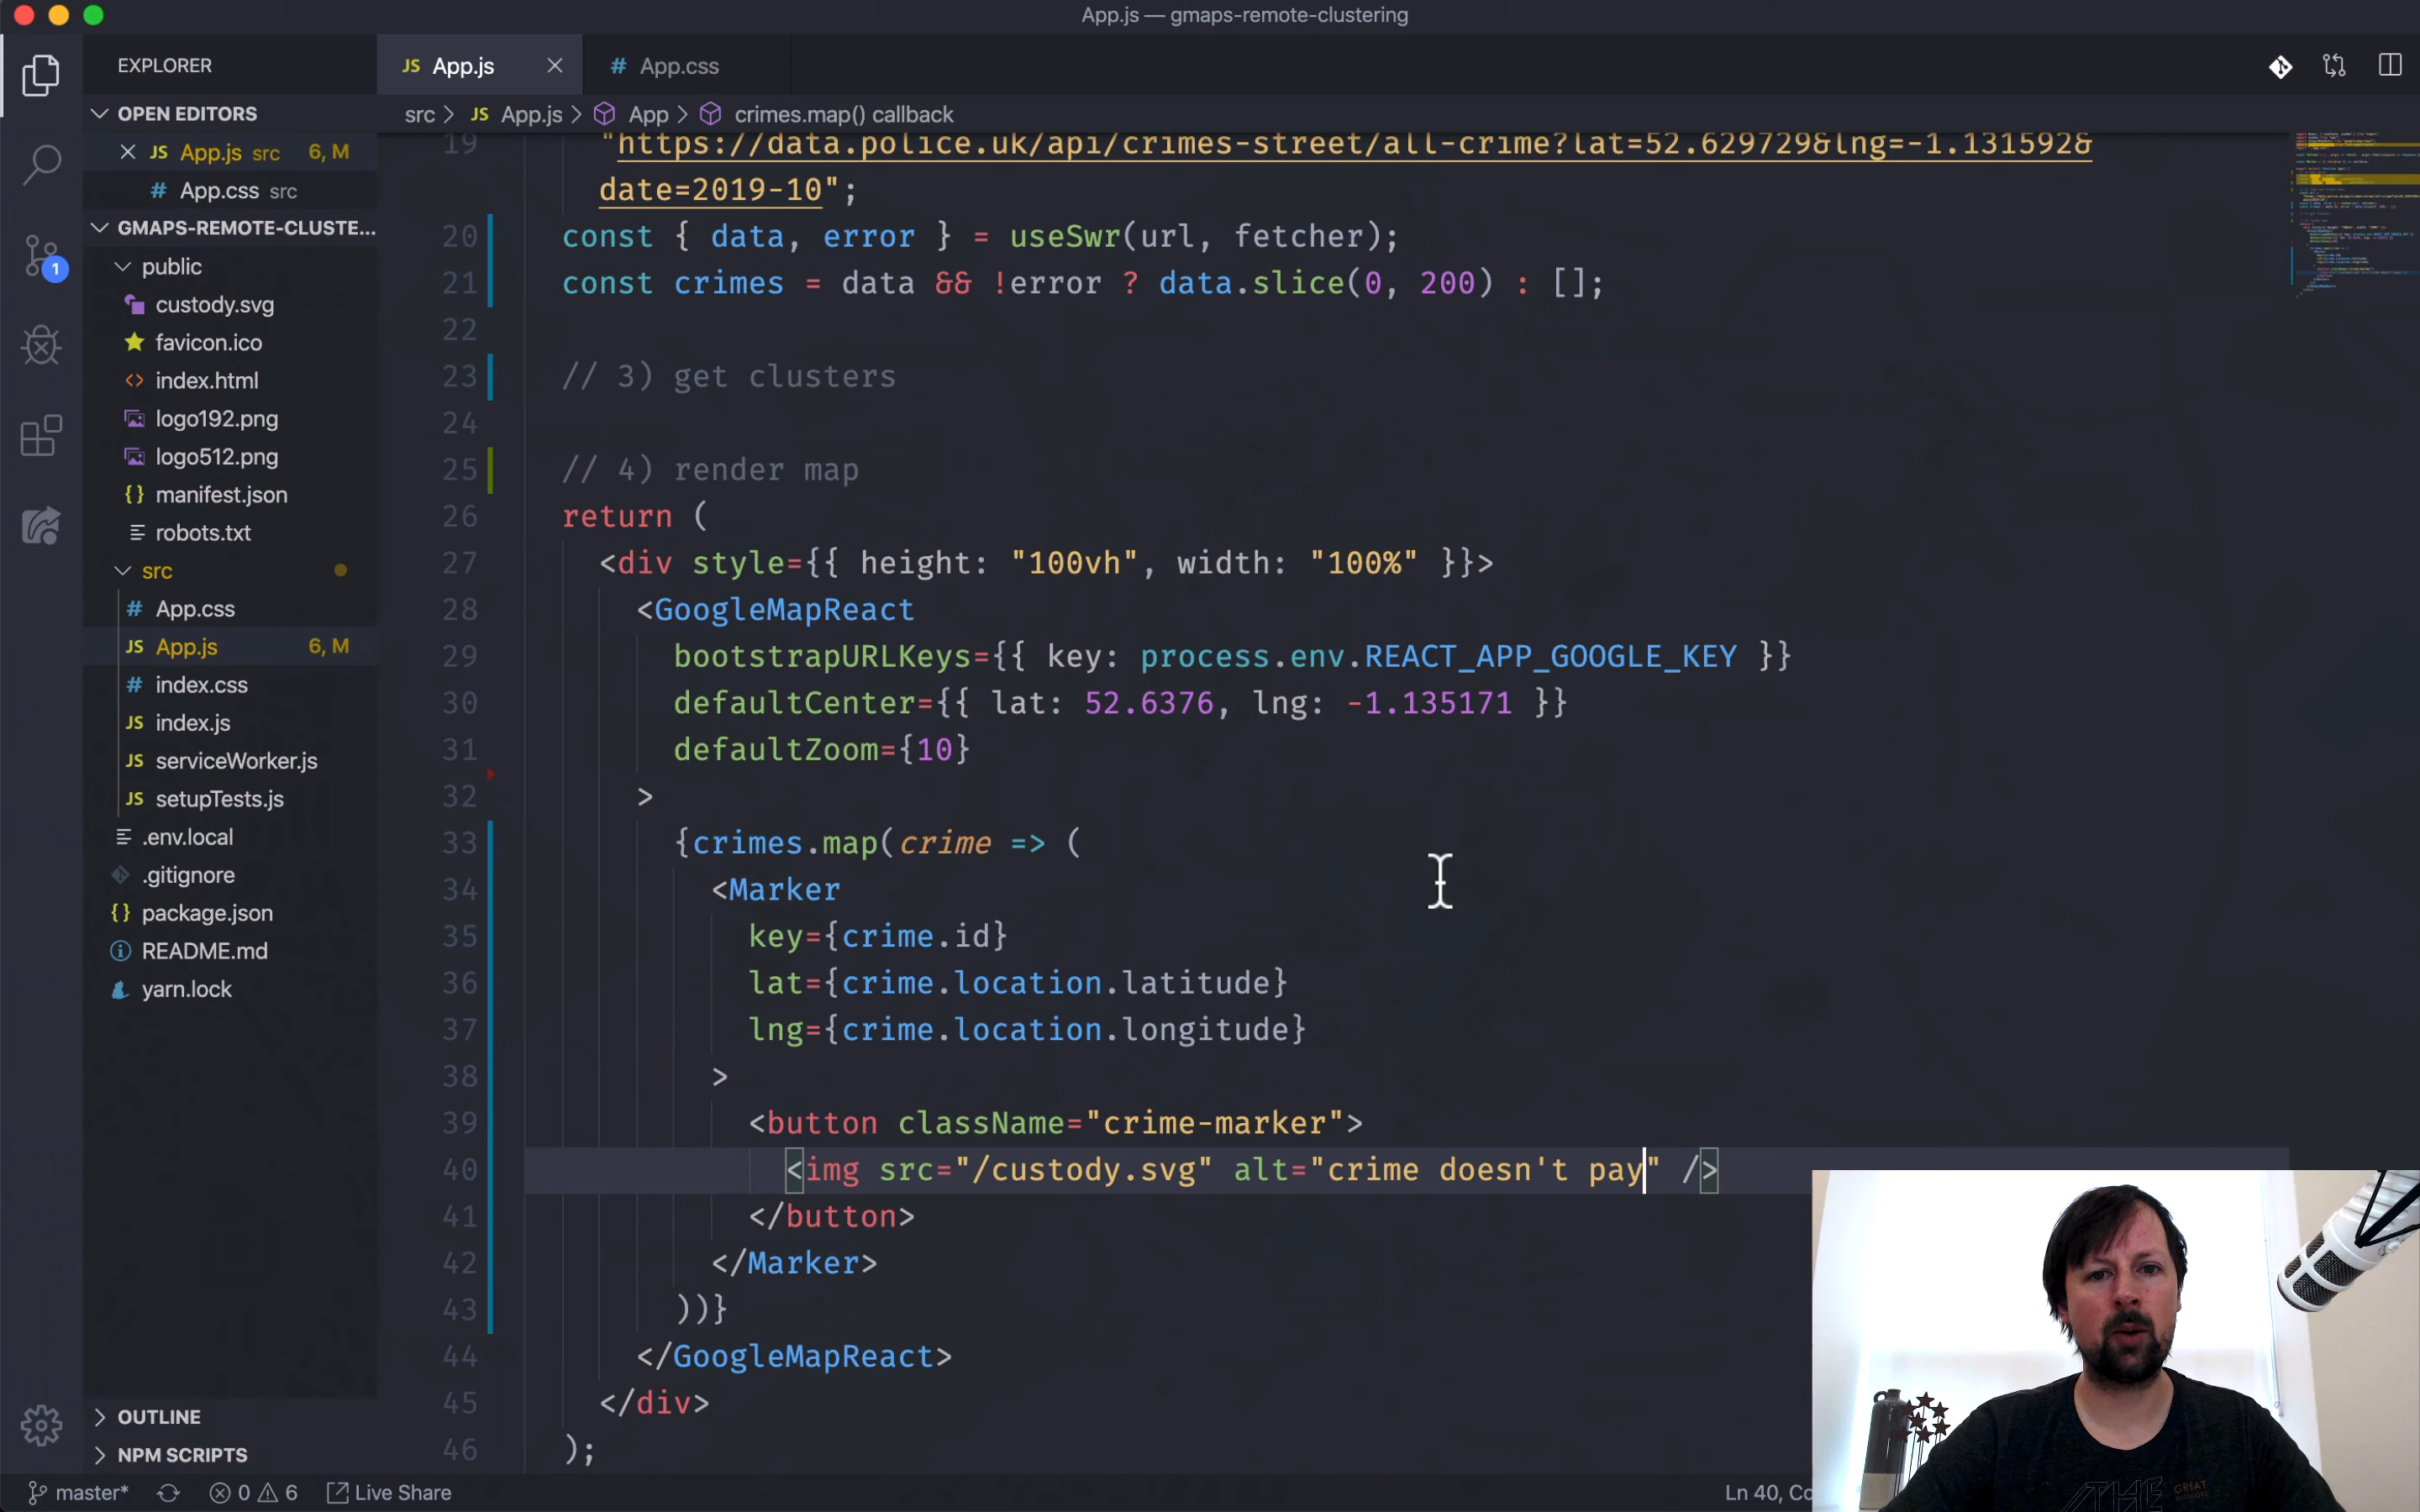 App.js — gmaps-remote-clustering
EXPLORER
JS App.js
# App.css
OPEN EDITORS
src > JS App.js > App > crimes.map() callback
JS App.js src 6, M
# App.css src
GMAPS-REMOTE-CLUSTE...
public
custody.svg
favicon.ico
<> index.html
logo192.png
logo512.png
{} manifest.json
robots.txt
src
# App.css
JS App.js 6, M
# index.css
JS index.js
JS serviceWorker.js
JS setupTests.js
.env.local
.gitignore
{} package.json
README.md
yarn.lock
OUTLINE
NPM SCRIPTS
1
19 "https://data.police.uk/api/crimes-street/all-crime?lat=52.629729&lng=-1.131592&
date=2019-10";
20 const { data, error } = useSwr(url, fetcher);
21 const crimes = data && !error ? data.slice(0, 200) : [];
22
23 // 3) get clusters
24
25 // 4) render map
26 return (
27 <div style={{ height: "100vh", width: "100%" }}>
28 <GoogleMapReact
29 bootstrapURLKeys={{ key: process.env.REACT_APP_GOOGLE_KEY }}
30 defaultCenter={{ lat: 52.6376, lng: -1.135171 }}
31 defaultZoom={10}
32 >
33 {crimes.map(crime => (
34 <Marker
35 key={crime.id}
36 lat={crime.location.latitude}
37 lng={crime.location.longitude}
38 >
39 <button className="crime-marker">
40 <img src="/custody.svg" alt="crime doesn't pay" />
41 </button>
42 </Marker>
43 ))}
44 </GoogleMapReact>
45 </div>
46 );
master* 0 6 Live Share
Ln 40, Co